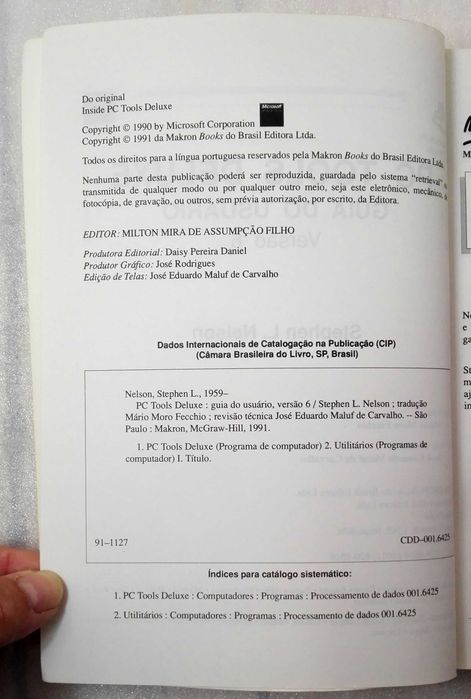 Do original
Inside PC Tools Deluxe
Microsoft
Copyright © 1990 by Microsoft Corporation
Copyright © 1991 da Makron Books do Brasil Editora Ltda.
Todos os direitos para a língua portuguesa reservados pela Makron Books do Brasil Editora Ltda.
Nenhuma parte desta publicação poderá ser reproduzida, guardada pelo sistema "retrieval" ou
transmitida de qualquer modo ou por qualquer outro meio, seja este eletrônico, mecânico, de
fotocópia, de gravação, ou outros, sem prévia autorização, por escrito, da Editora.
EDITOR: MILTON MIRA DE ASSUMPÇÃO FILHO
Produtora Editorial: Daisy Pereira Daniel
Produtor Gráfico: José Rodrigues
Edição de Telas: José Eduardo Maluf de Carvalho
Dados Internacionais de Catalogação na Publicação (CIP)
(Câmara Brasileira do Livro, SP, Brasil)
Nelson, Stephen L., 1959–
PC Tools Deluxe : guia do usuário, versão 6 / Stephen L. Nelson ; tradução
Mário Moro Fecchio ; revisão técnica José Eduardo Maluf de Carvalho. -- São
Paulo : Makron, McGraw-Hill, 1991.
1. PC Tools Deluxe (Programa de computador) 2. Utilitários (Programas de
computador) I. Título.
91–1127
CDD–001.6425
Índices para catálogo sistemático:
1. PC Tools Deluxe : Computadores : Programas : Processamento de dados 001.6425
2. Utilitários : Computadores : Programas : Processamento de dados 001.6425